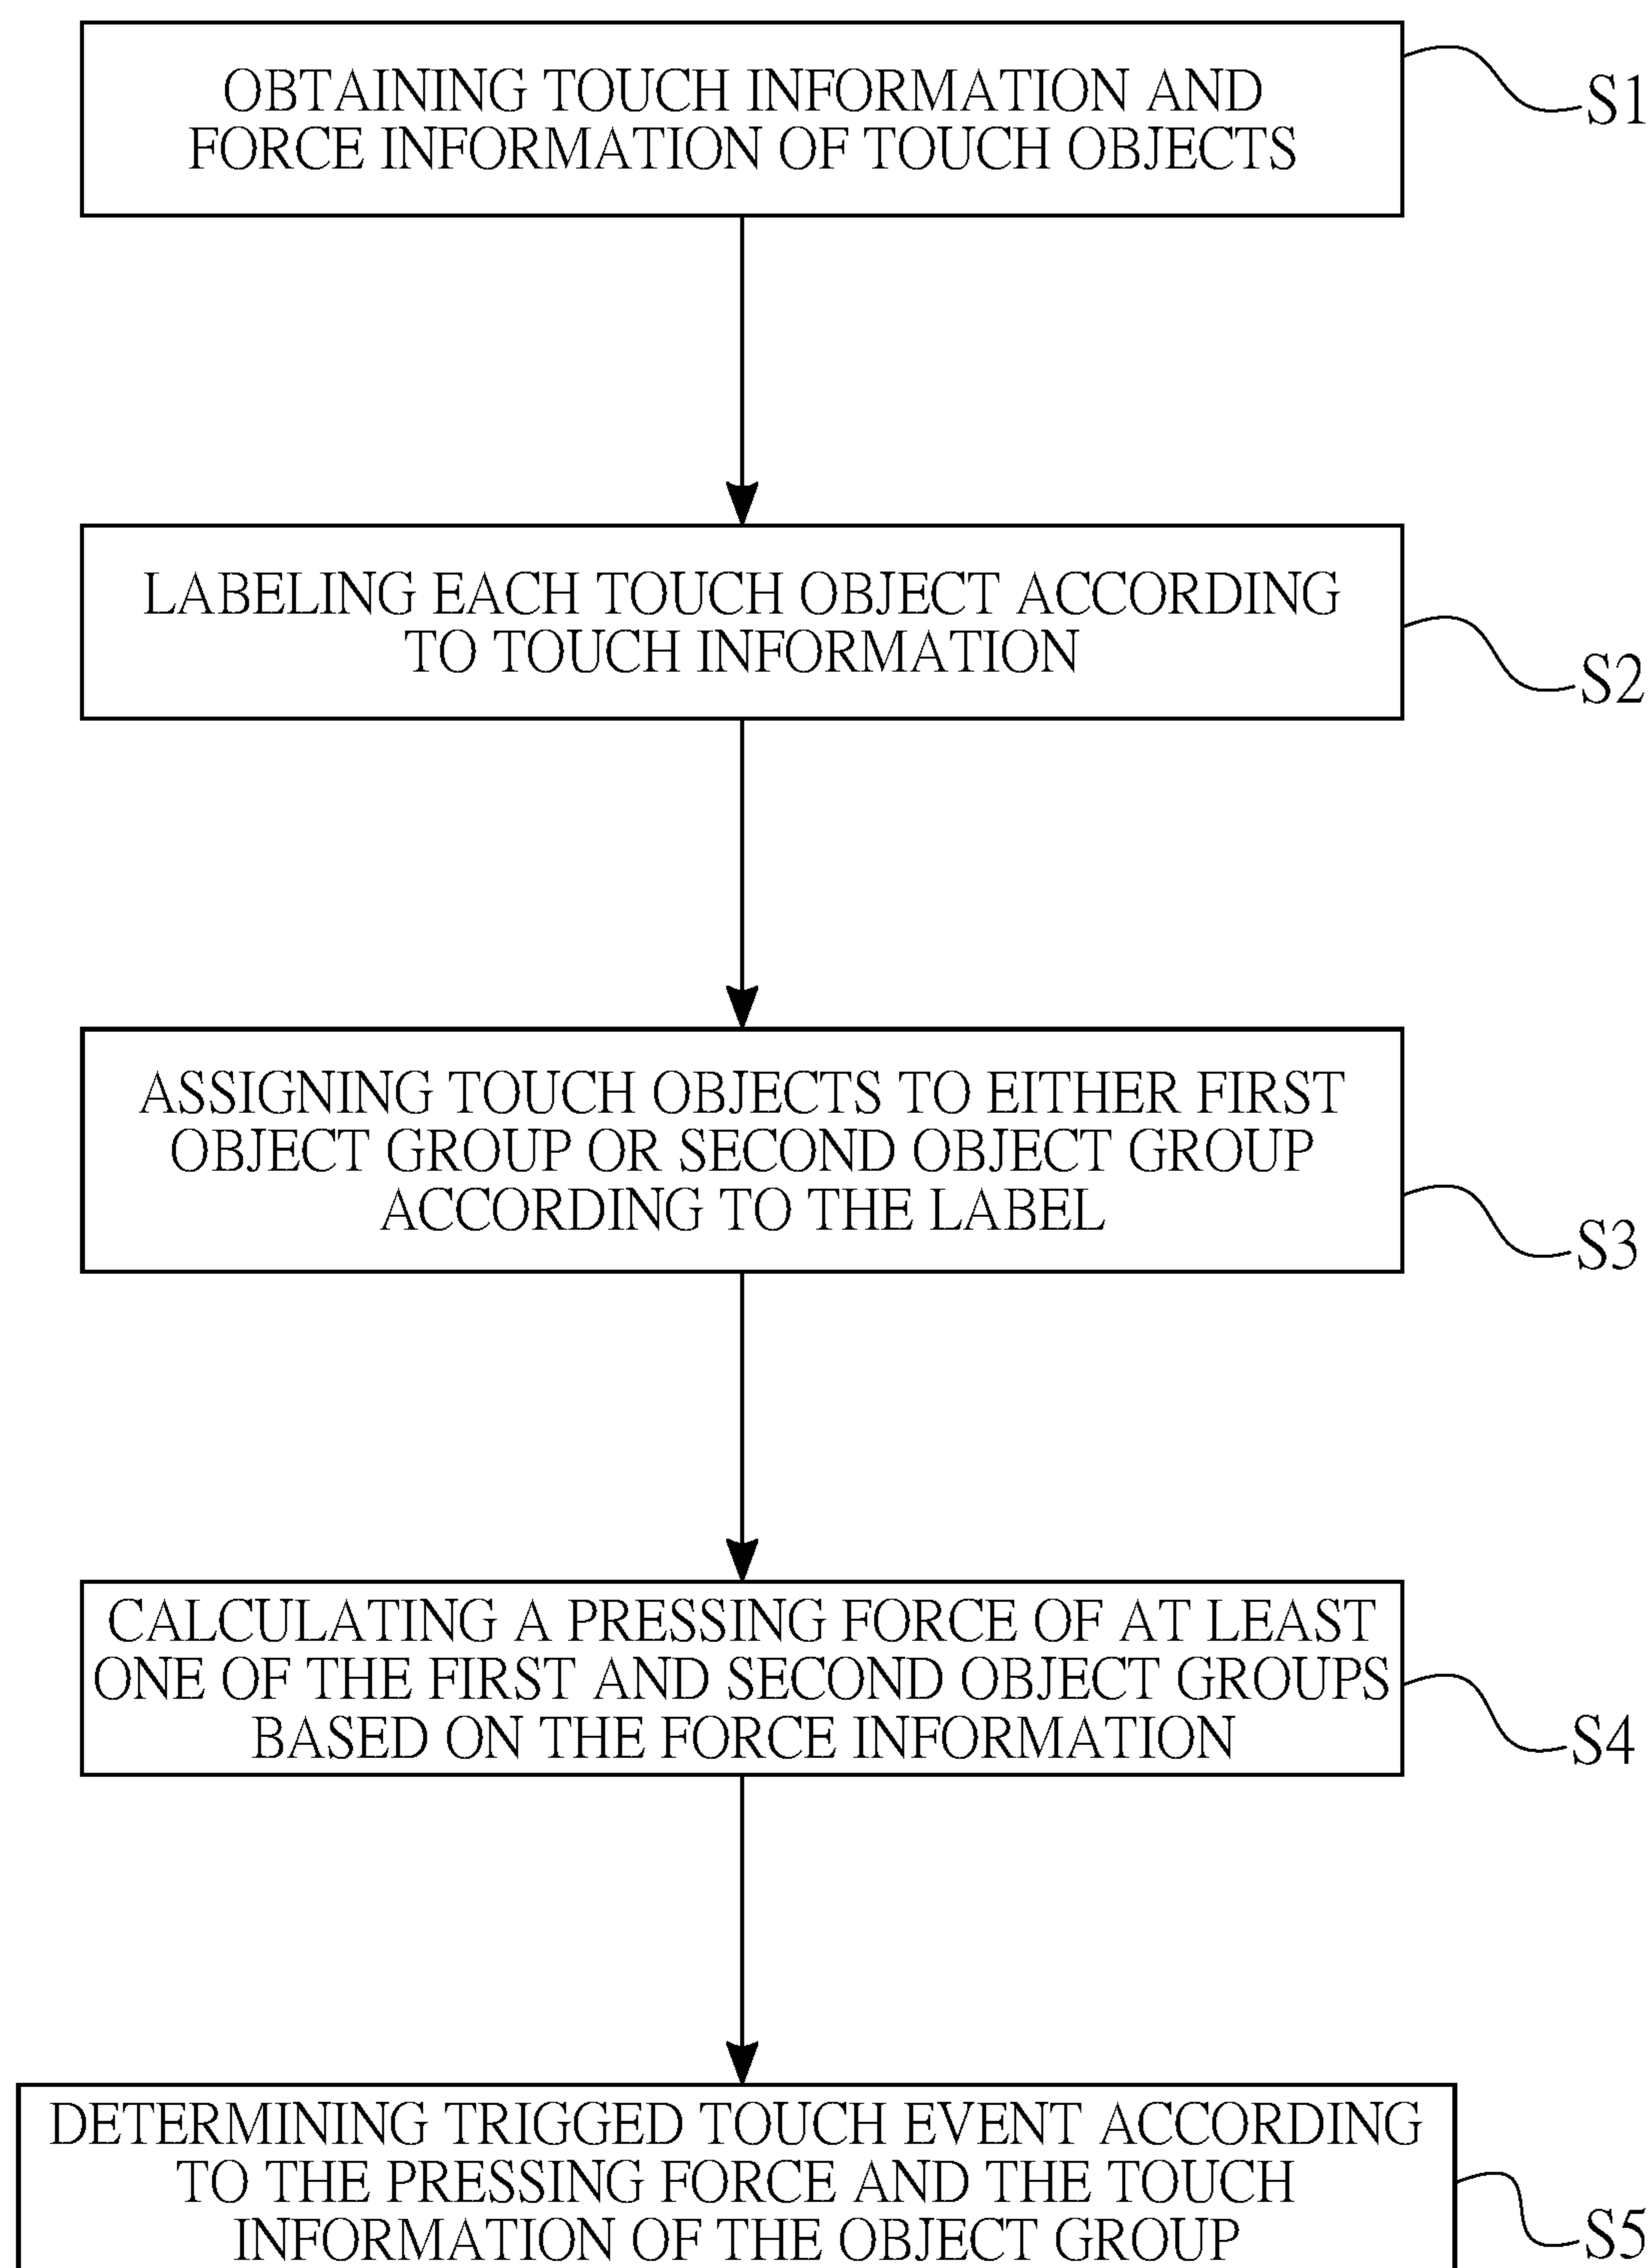 OBTAINING TOUCH INFORMATION AND
FORCE INFORMATION OF TOUCH OBJECTS
S1
LABELING EACH TOUCH OBJECT ACCORDING
TO TOUCH INFORMATION
S2
ASSIGNING TOUCH OBJECTS TO EITHER FIRST
OBJECT GROUP OR SECOND OBJECT GROUP
ACCORDING TO THE LABEL
S3
CALCULATING A PRESSING FORCE OF AT LEAST
ONE OF THE FIRST AND SECOND OBJECT GROUPS
BASED ON THE FORCE INFORMATION
S4
DETERMINING TRIGGED TOUCH EVENT ACCORDING
TO THE PRESSING FORCE AND THE TOUCH
INFORMATION OF THE OBJECT GROUP
S5